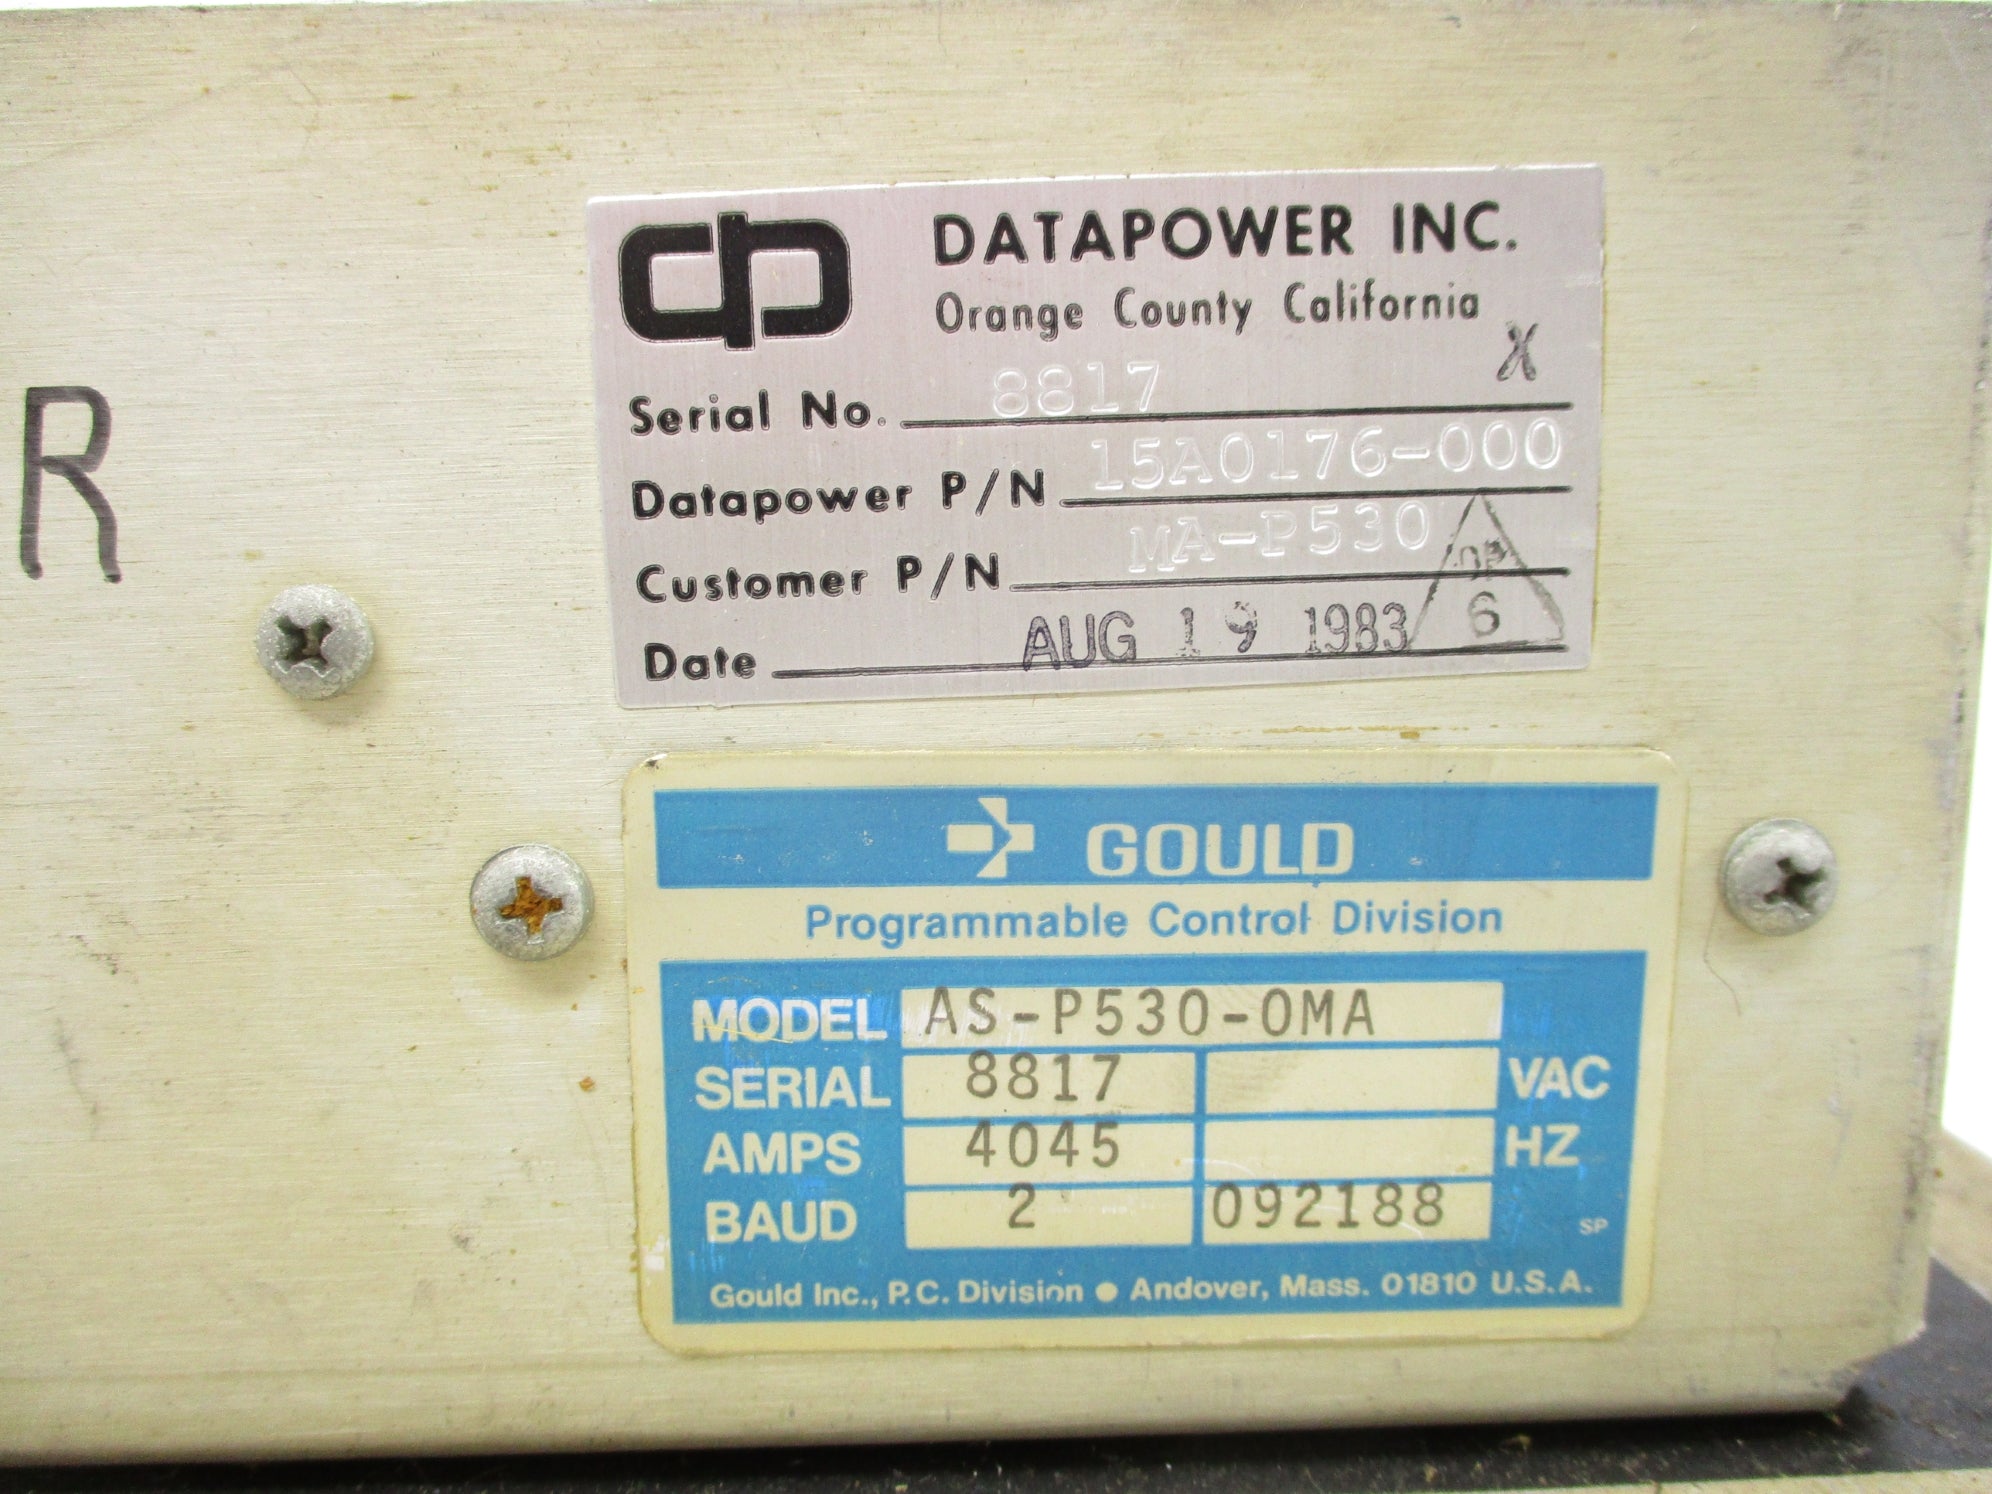 R
DATAPOWER INC.
Orange County California
X
Serial No. 8817
Datapower P/N 15A0176-000
Customer P/N MA-P530
Date AUG 19 1983
6
GOULD
Programmable Control Division
MODEL AS-P530-0MA
SERIAL 8817 VAC
AMPS 4045 HZ
BAUD 2 092188 SP
Gould Inc., P.C. Division ● Andover, Mass. 01810 U.S.A.